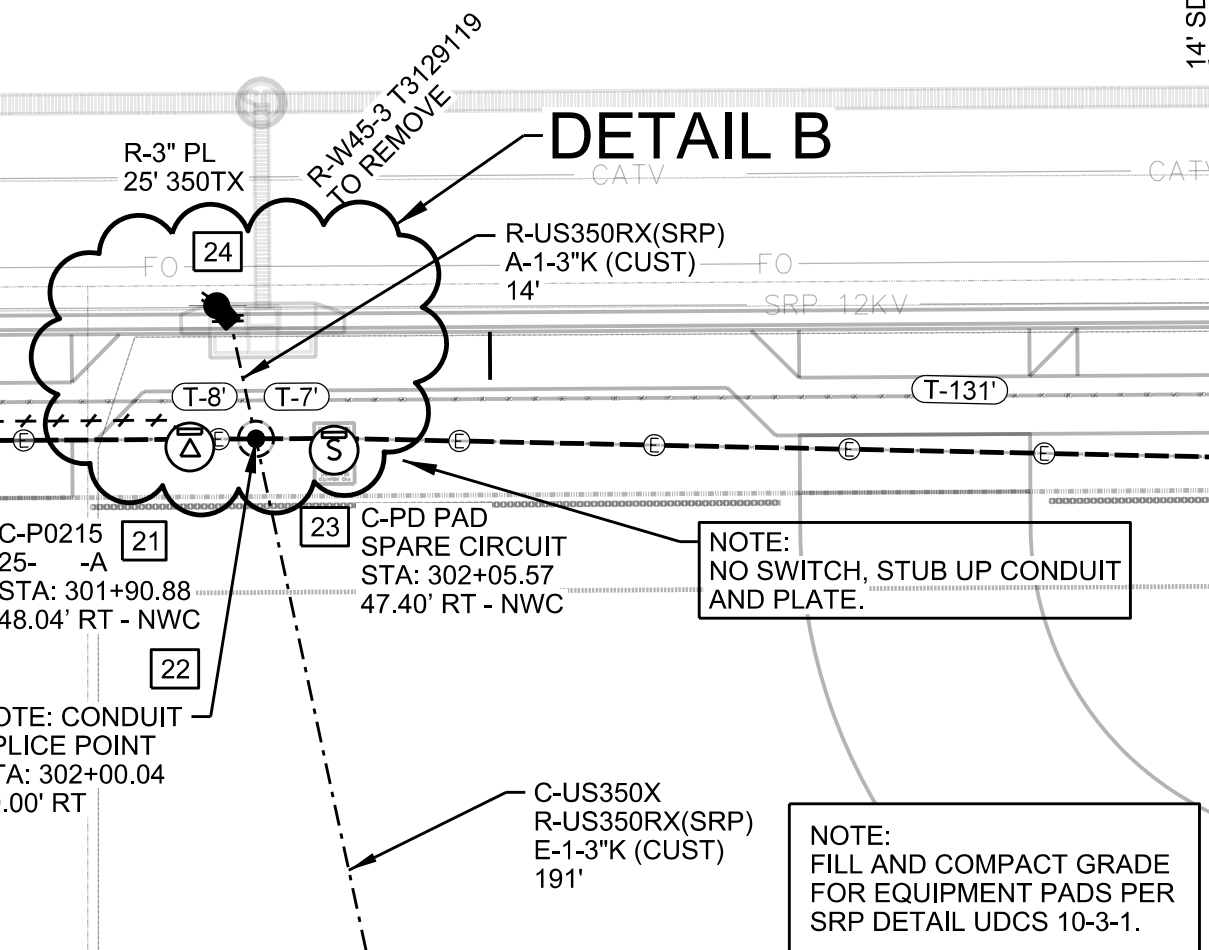 14' SD
R-W45-3 T3129119
TO REMOVE
DETAIL B
R-3" PL
25' 350TX
CATV
CATV
24
R-US350RX(SRP)
A-1-3"K (CUST)
14'
FO
FO
SRP 12KV
T-8'
T-7'
T-131'
E
E
E
E
E
E
S
C-P0215
25-     -A
STA: 301+90.88
48.04' RT - NWC
21
23
C-PD PAD
SPARE CIRCUIT
STA: 302+05.57
47.40' RT - NWC
NOTE:
NO SWITCH, STUB UP CONDUIT
AND PLATE.
22
OTE: CONDUIT
PLICE POINT
TA: 302+00.04
.00' RT
C-US350X
R-US350RX(SRP)
E-1-3"K (CUST)
191'
NOTE:
FILL AND COMPACT GRADE
FOR EQUIPMENT PADS PER
SRP DETAIL UDCS 10-3-1.